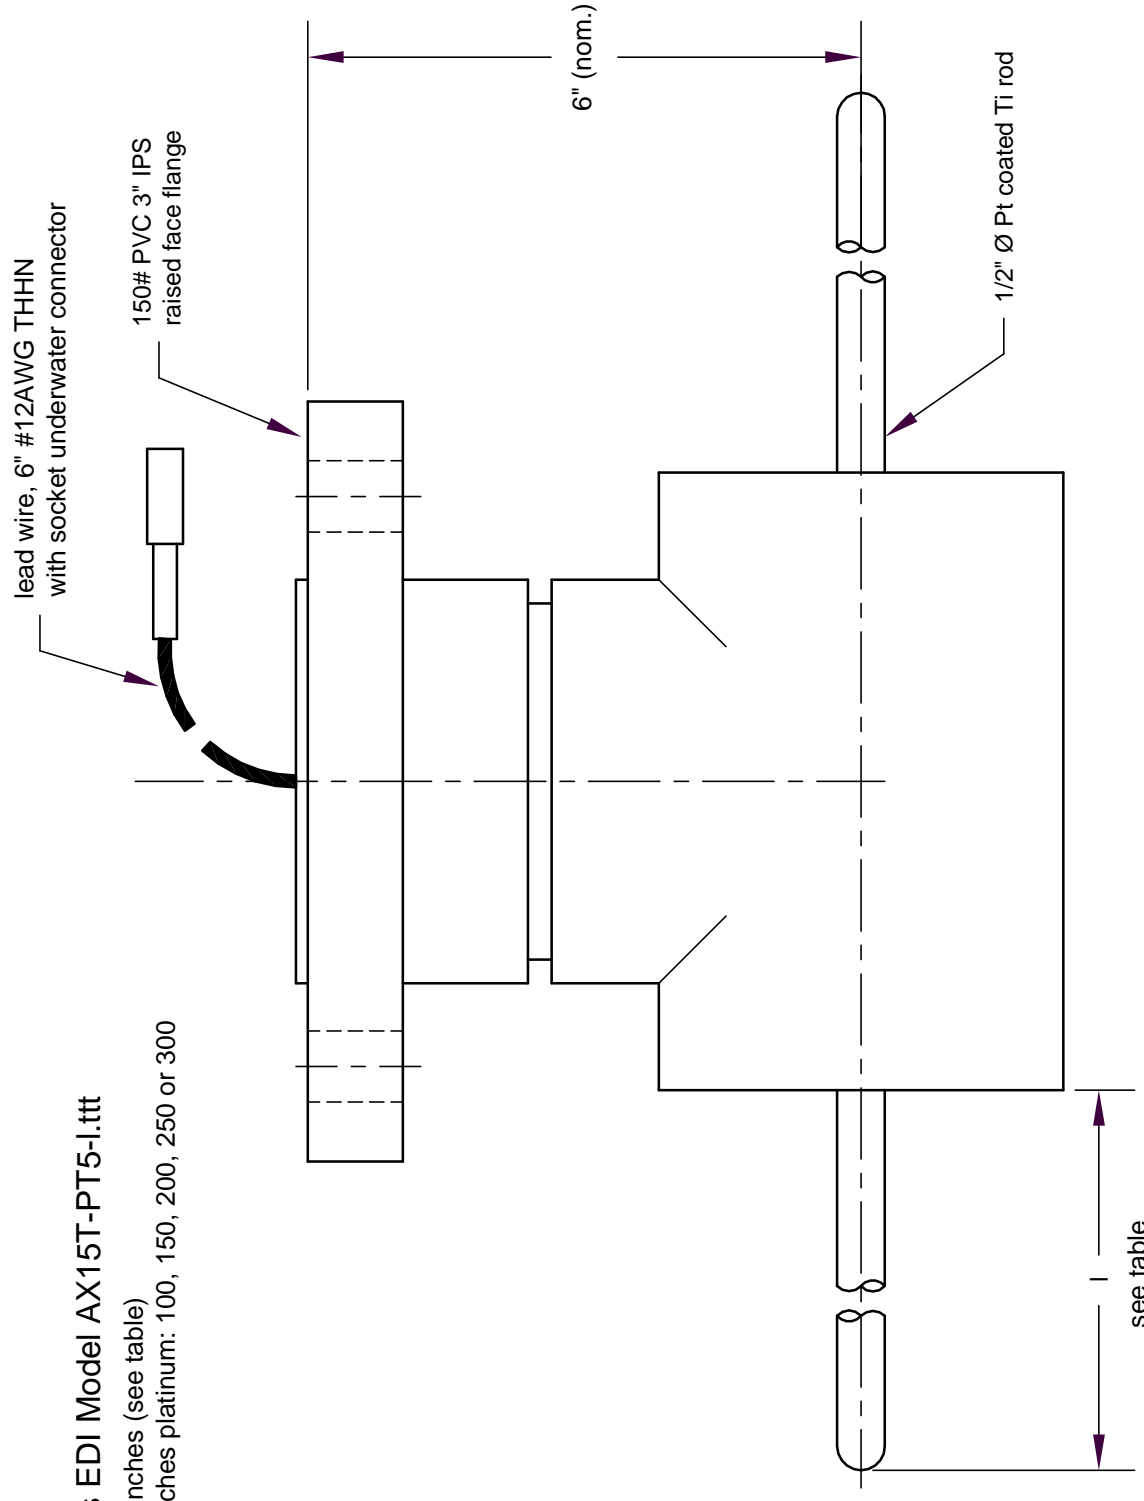 lead wire, 6" #12AWG THHN
with socket underwater connector
150# PVC 3" IPS
raised face flange
6" (nom.)
1/2" Ø Pt coated Ti rod
EDI Model AX15T-PT5-l.ttt
(see table)
platinum: 100, 150, 200, 250 or 300
l
see table